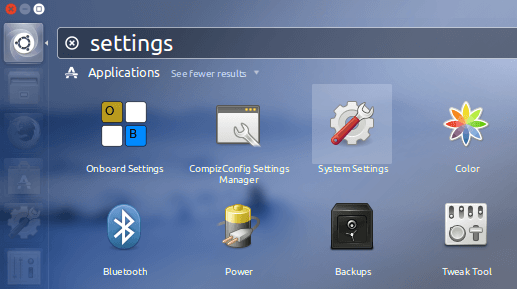 settings
Applications See fewer results
Onboard Settings
CompizConfig Settings
Manager
System Settings
Color
Bluetooth
Power
Backups
Tweak Tool
O
B